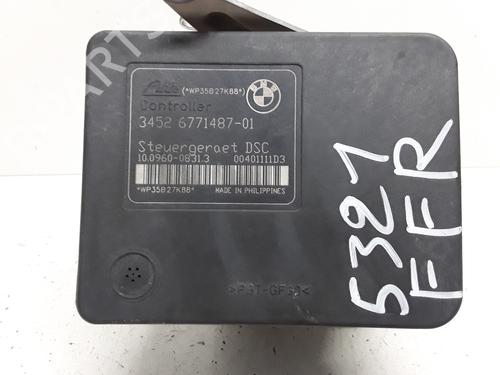 Ate (*WP35B27K88*)
BMW
Controller
3452 6771487-01
Steuergeraet DSC
10.0960-0831.3 00401111D3
*WP35B27K88* MADE IN PHILIPPINES
>PBT-GF30<
5321
FFR